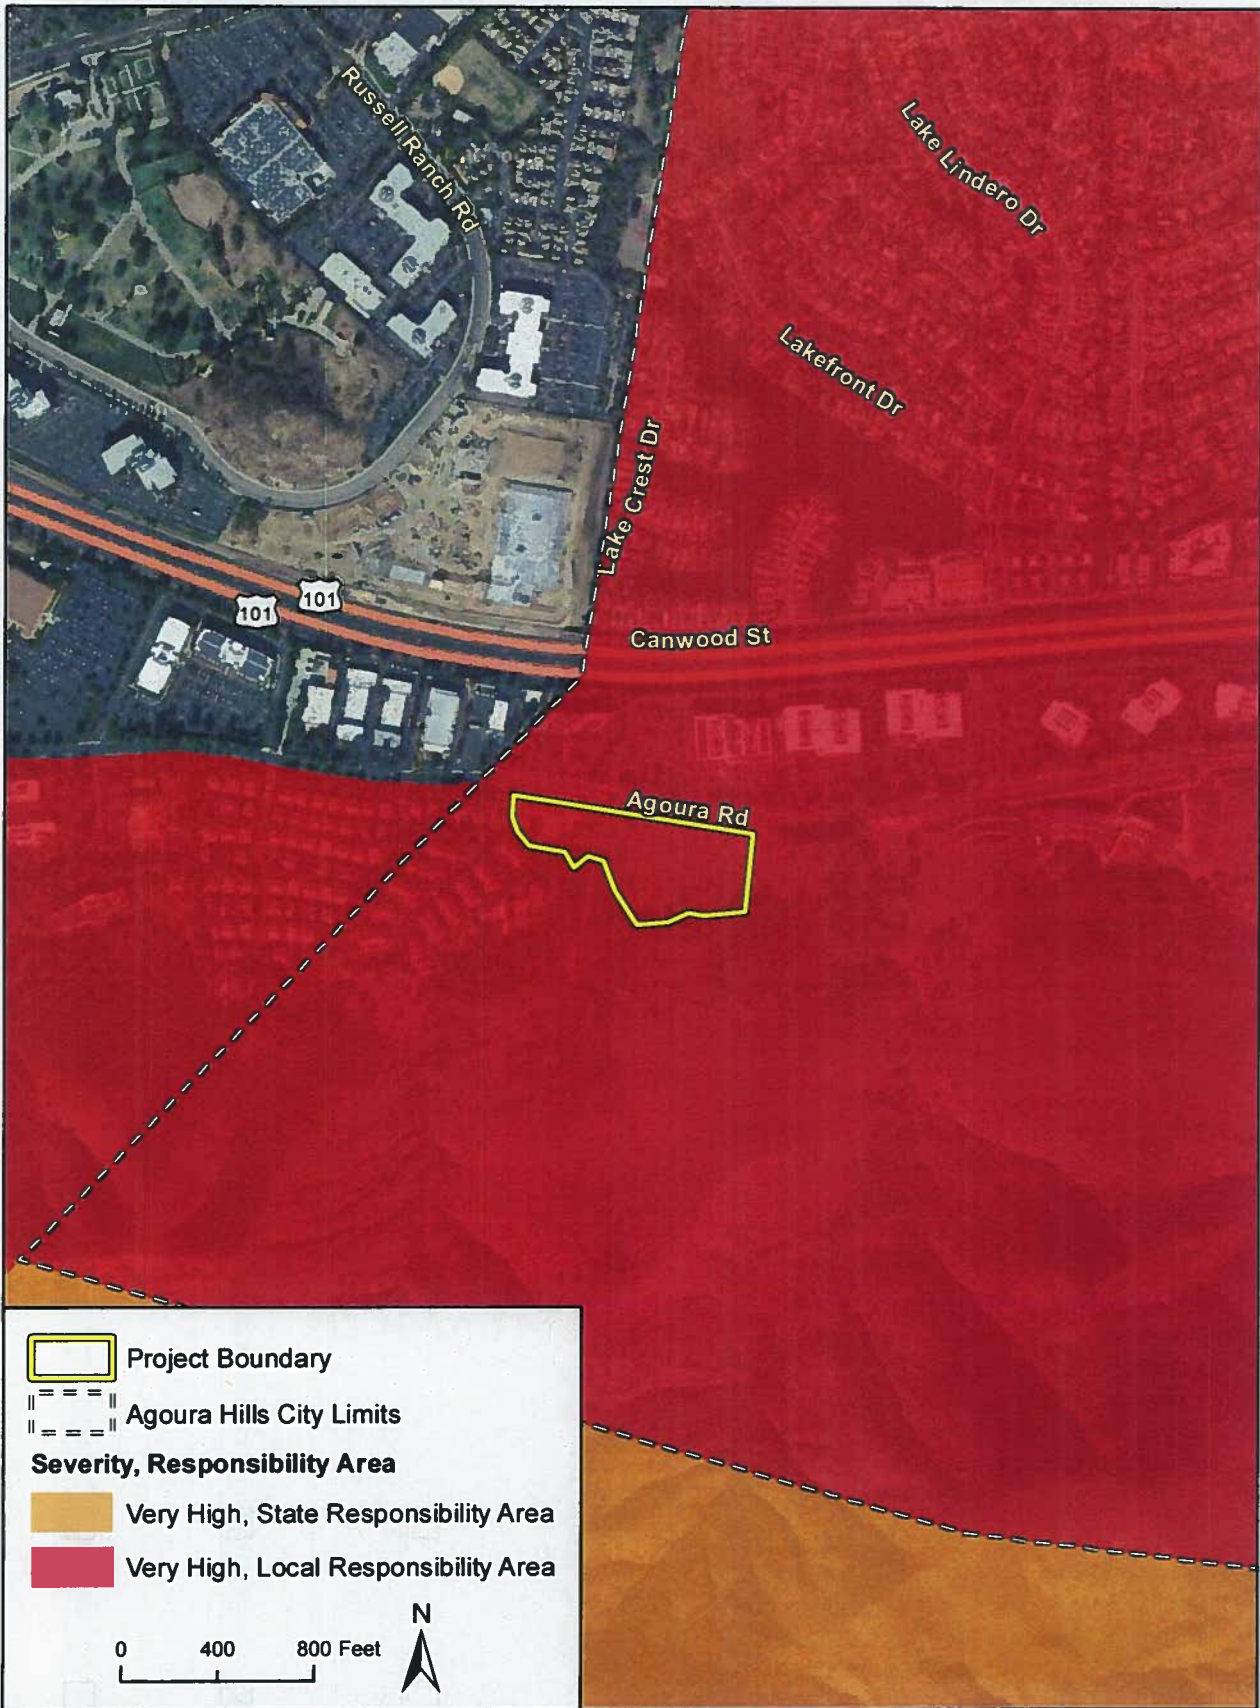 Russell Ranch Rd
Lake Lindero Dr
Lakefront Dr
Lake Crest Dr
101
101
Canwood St
Agoura Rd
Project Boundary
Agoura Hills City Limits
Severity, Responsibility Area
Very High, State Responsibility Area
Very High, Local Responsibility Area
N
0 400 800 Feet